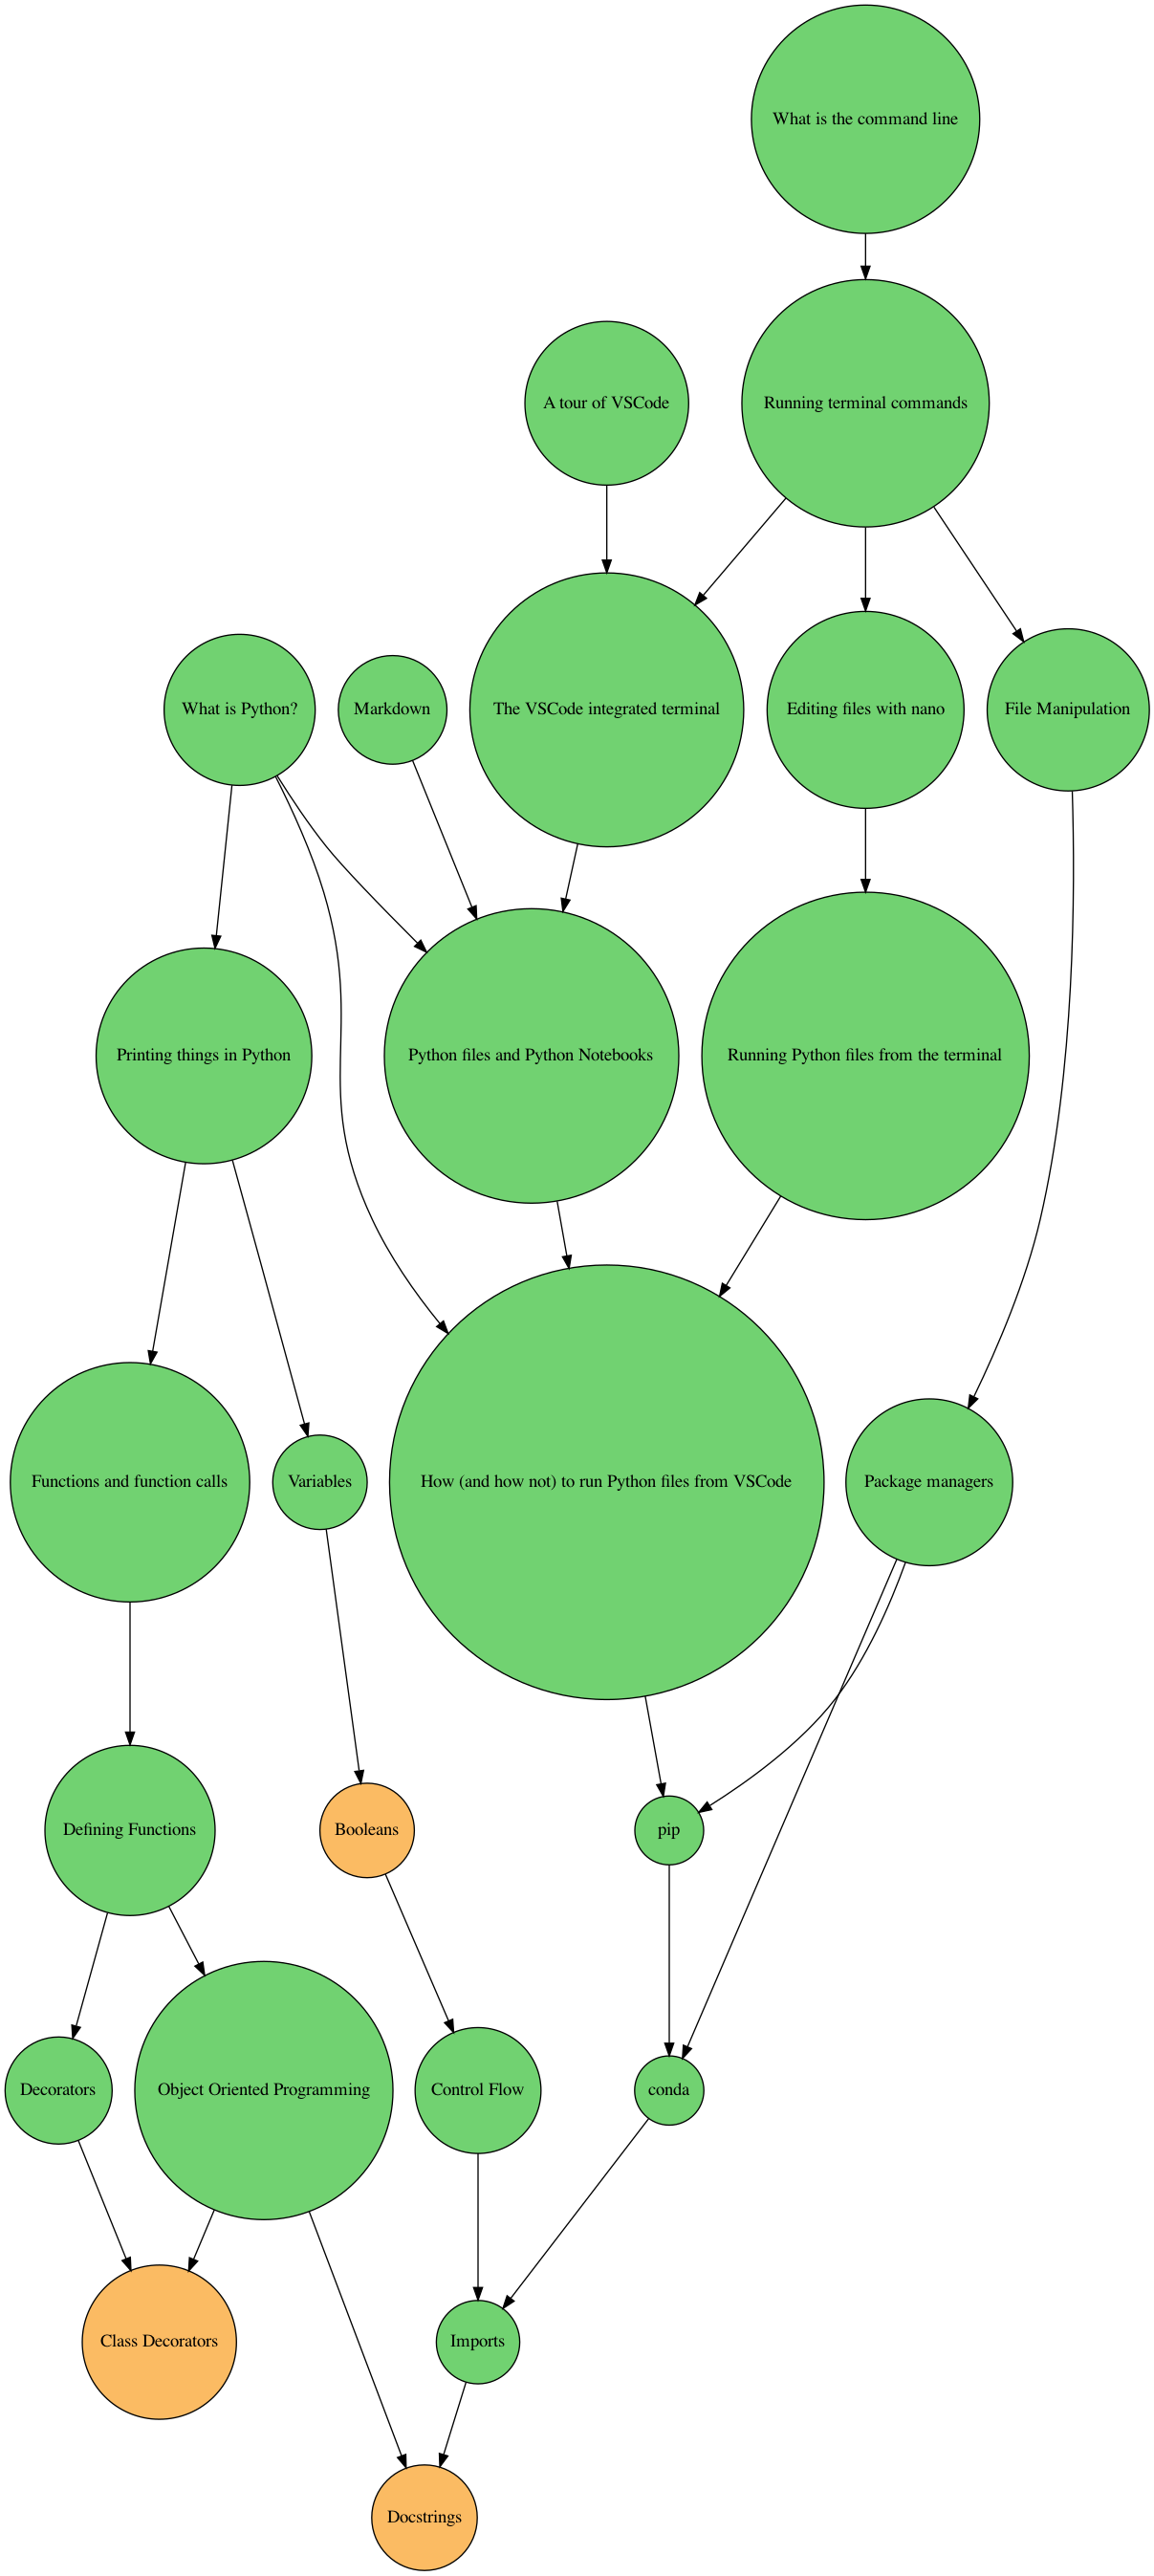 What is the command line
A tour of VSCode
Running terminal commands
What is Python?
Markdown
The VSCode integrated terminal
Editing files with nano
File Manipulation
Printing things in Python
Python files and Python Notebooks
Running Python files from the terminal
Functions and function calls
Variables
How (and how not) to run Python files from VSCode
Package managers
Defining Functions
Booleans
pip
Decorators
Object Oriented Programming
Control Flow
conda
Class Decorators
Imports
Docstrings